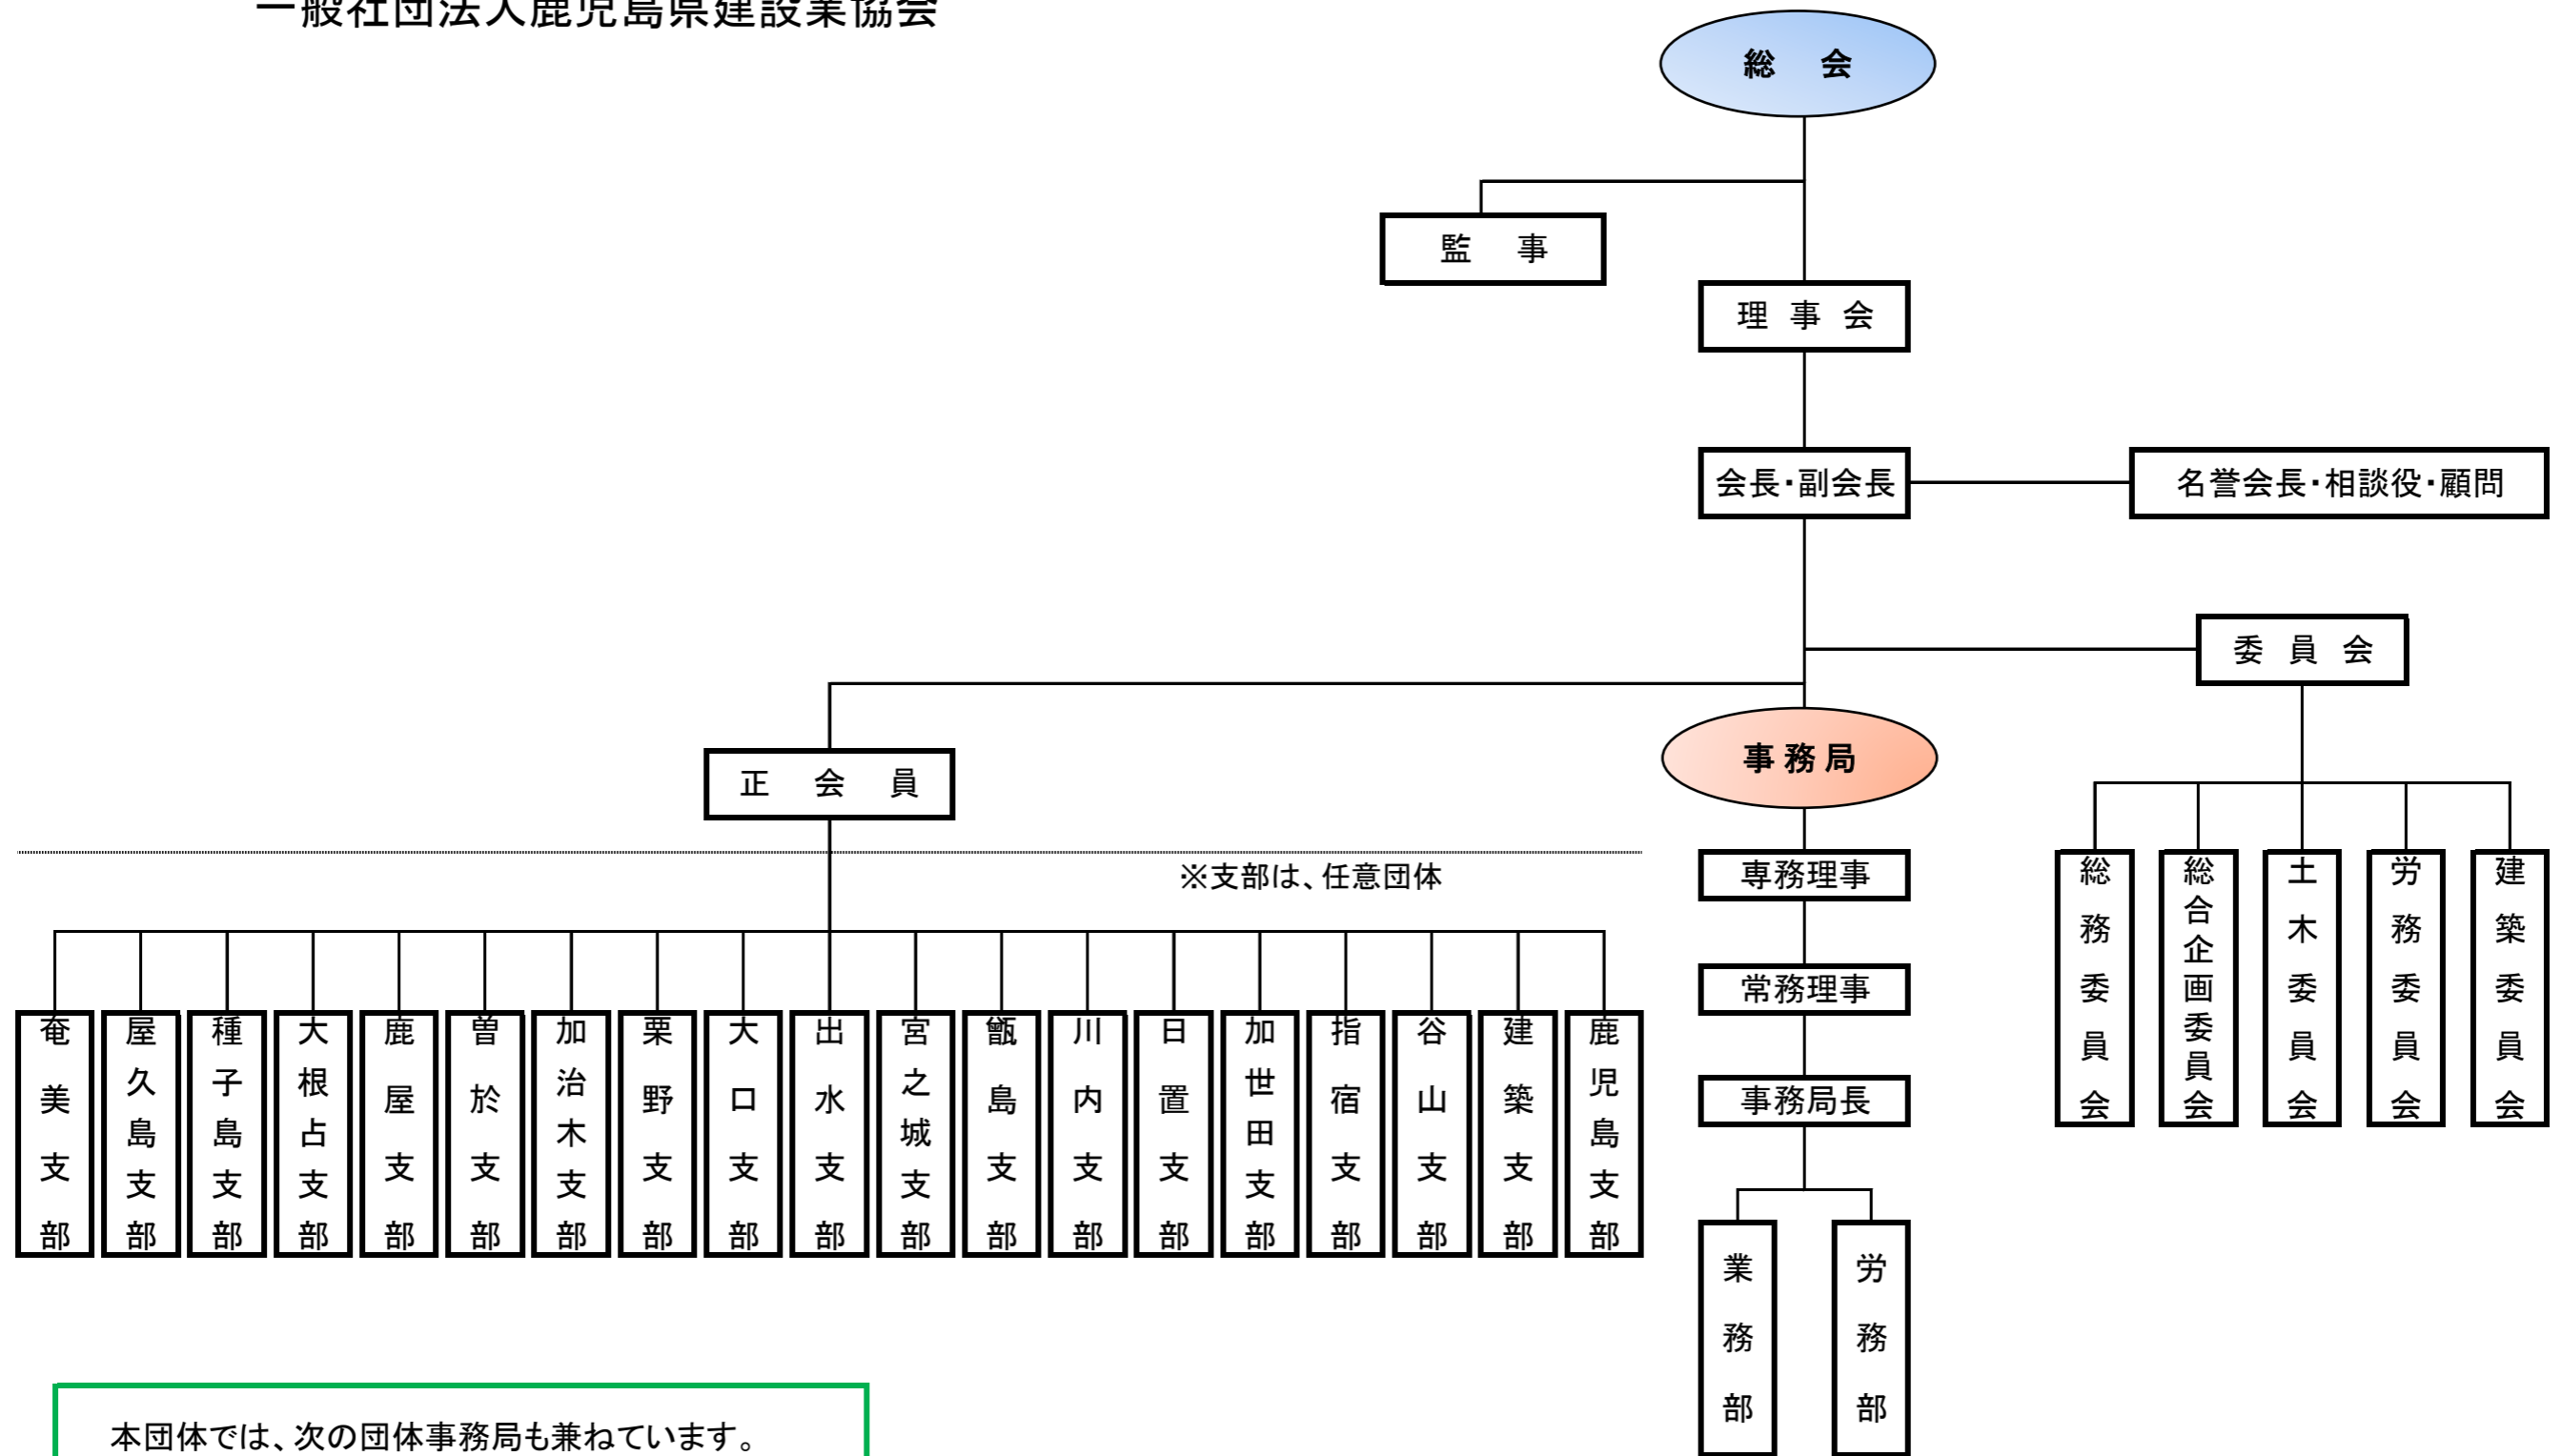 一般社団法人鹿児島県建設業協会
総　会
監　事
理 事 会
会長・副会長
名誉会長・相談役・顧問
委 員 会
正　会　員
事 務 局
※支部は、任意団体
専務理事
常務理事
事務局長
業務部
労務部
総務委員会
総合企画委員会
土木委員会
労務委員会
建築委員会
奄美支部
屋久島支部
種子島支部
大根占支部
鹿屋支部
曽於支部
加治木支部
栗野支部
大口支部
出水支部
宮之城支部
甑島支部
川内支部
日置支部
加世田支部
指宿支部
谷山支部
建築支部
鹿児島支部
本団体では、次の団体事務局も兼ねています。